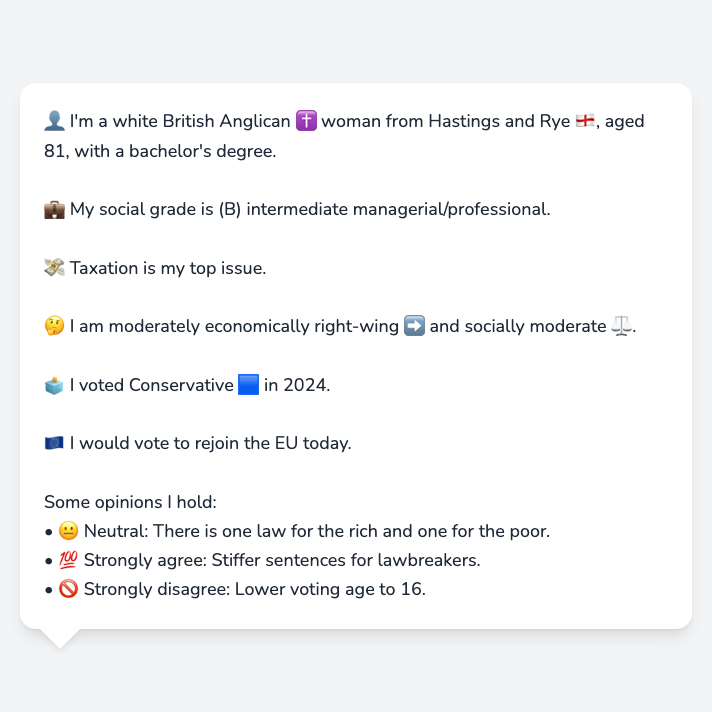 👤 I'm a white British Anglican ✝️ woman from Hastings and Rye 🏴󠁧󠁢󠁥󠁮󠁧󠁿, aged
81, with a bachelor's degree.
💼 My social grade is (B) intermediate managerial/professional.
💸 Taxation is my top issue.
🤔 I am moderately economically right-wing ➡️ and socially moderate ⚖️.
🗳️ I voted Conservative 🟦 in 2024.
🇪🇺 I would vote to rejoin the EU today.
Some opinions I hold:
• 😐 Neutral: There is one law for the rich and one for the poor.
• 💯 Strongly agree: Stiffer sentences for lawbreakers.
• 🚫 Strongly disagree: Lower voting age to 16.